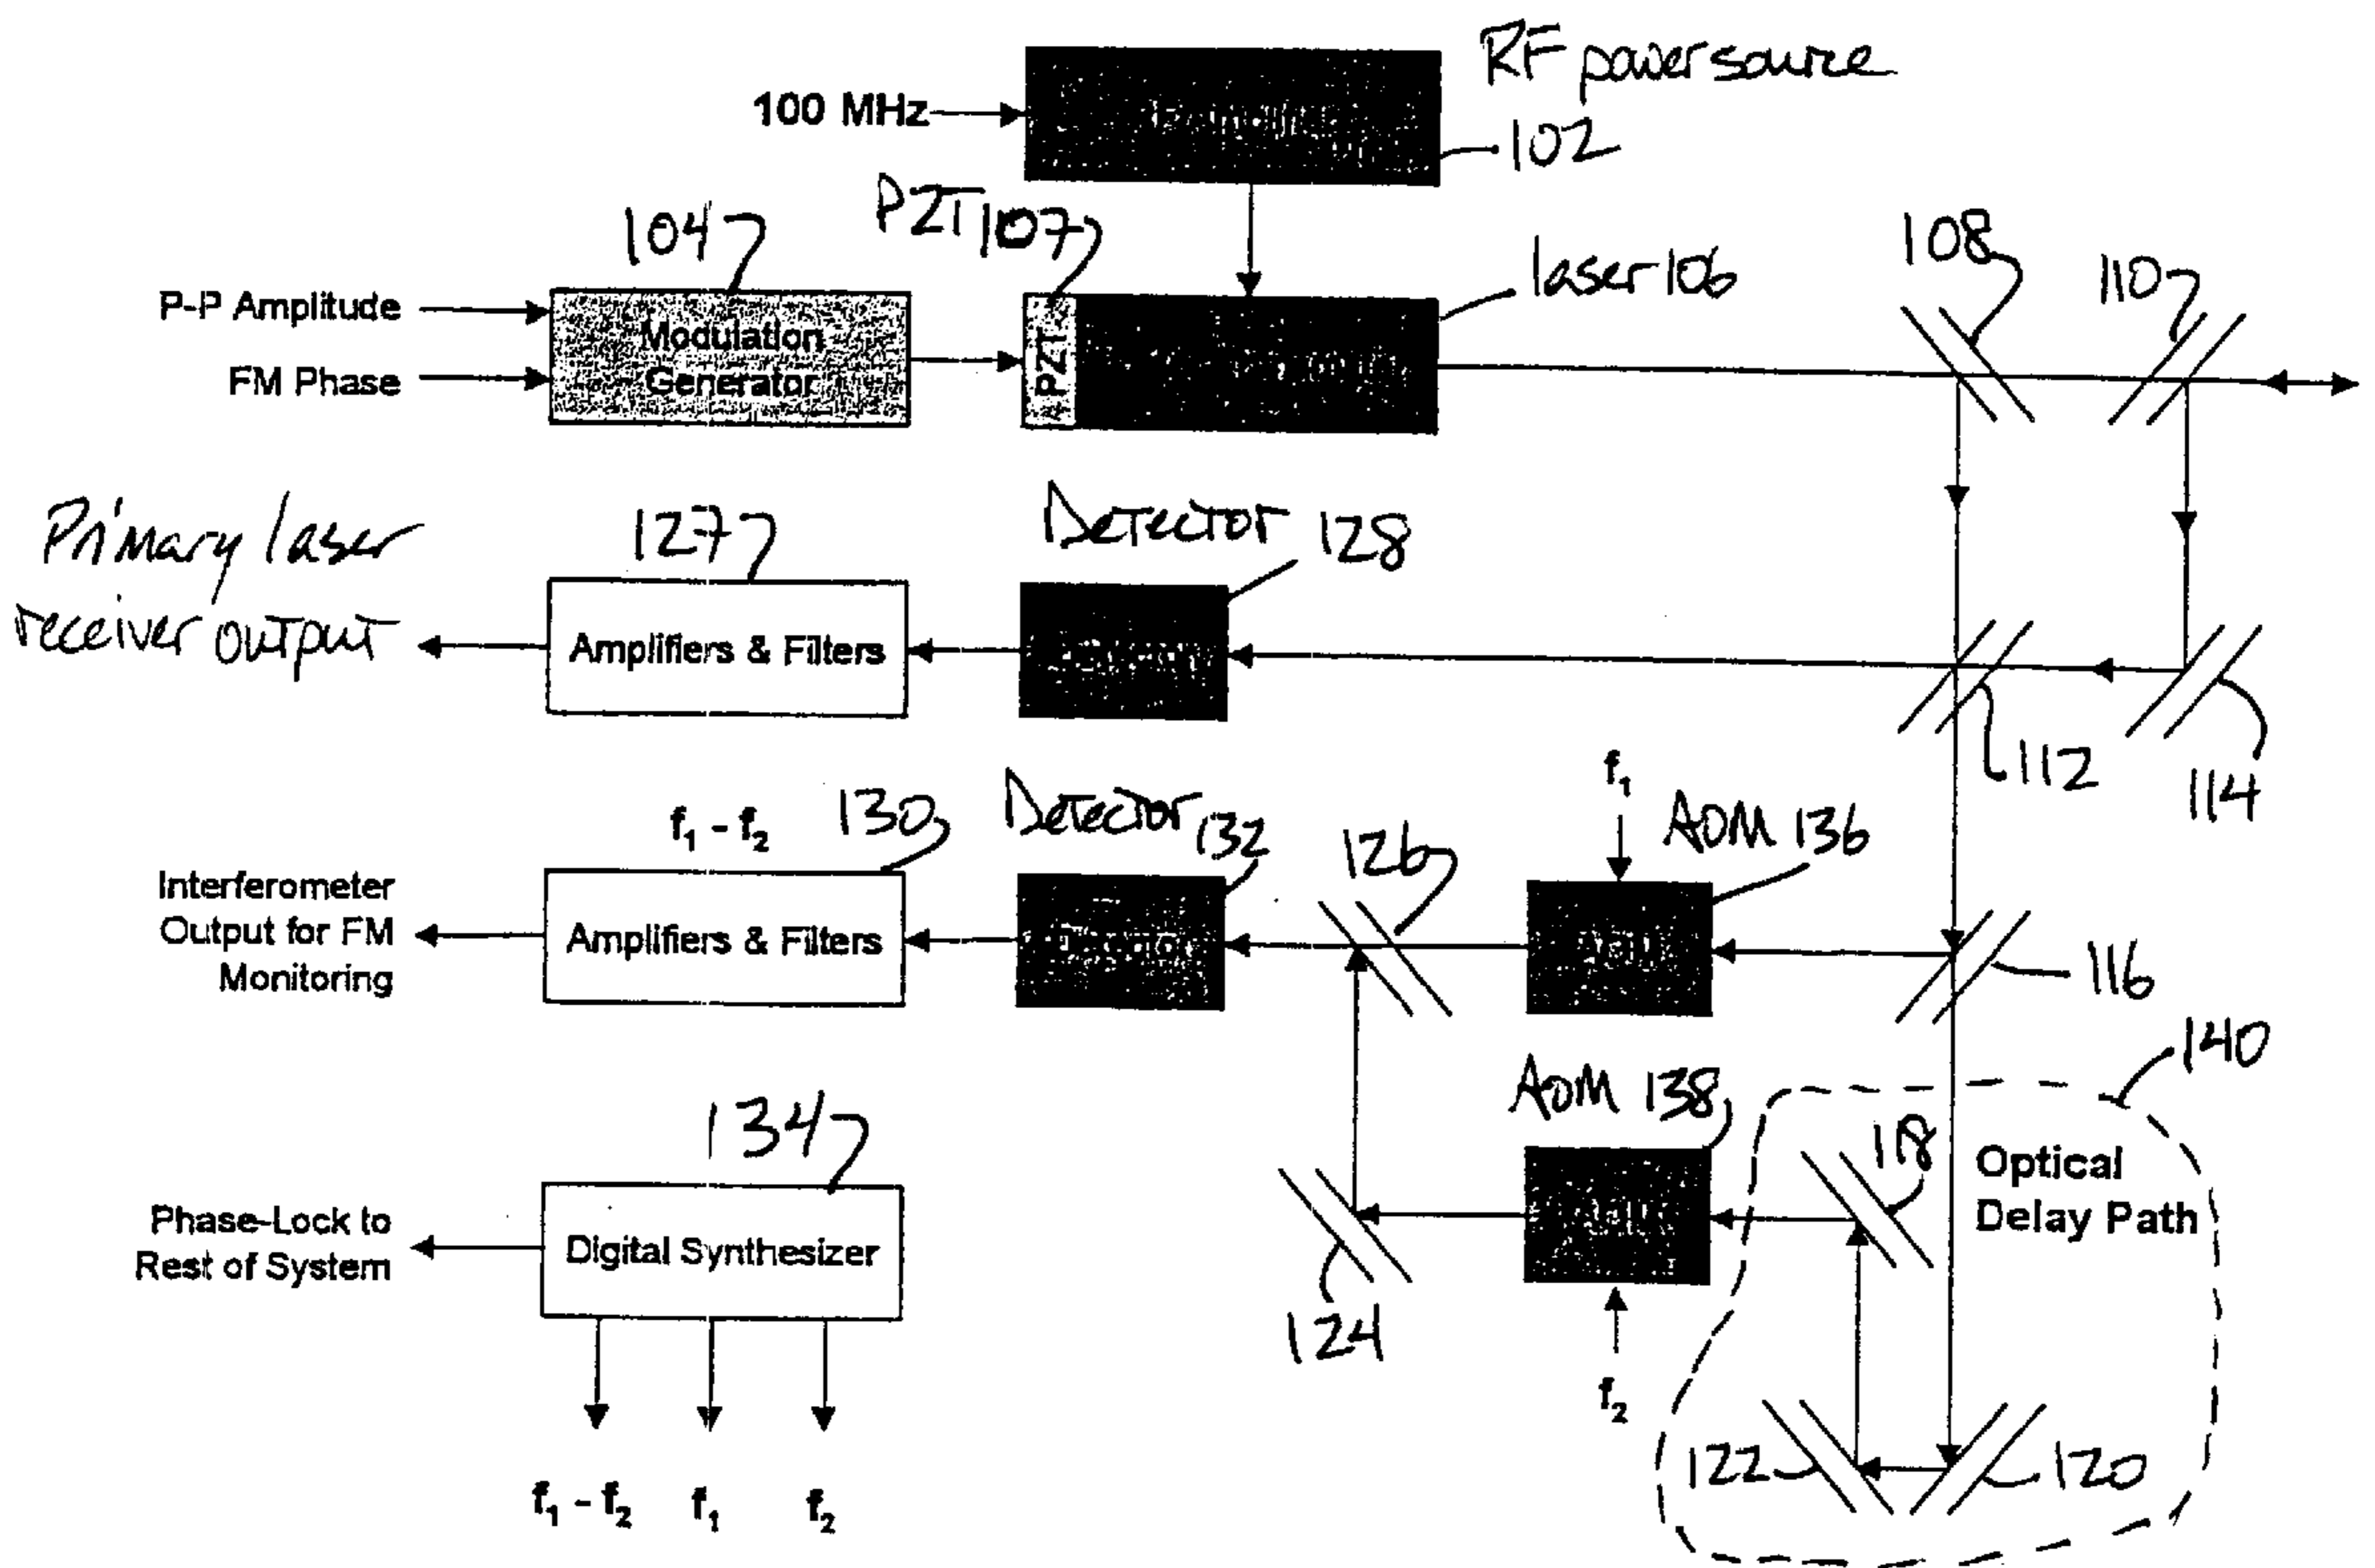 RF power source
100 MHz
102
PZT 107
104
108
110
laser 106
P-P Amplitude
FM Phase
Modulation
Generator
PZT
Primary laser
receiver output
127
Detector 128
Amplifiers & Filters
112
114
f₁
f₁ - f₂
130
Detector 132
126
AOM 136
Interferometer
Output for FM
Monitoring
Amplifiers & Filters
Detector
116
140
134
AOM 138
118
Optical
Delay Path
Phase-Lock to
Rest of System
Digital Synthesizer
124
f₂
122
120
f₁ - f₂
f₁
f₂